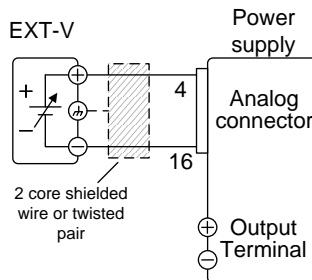 EXT-V
Power
supply
+
-
+
-
4
16
Analog
connector
2 core shielded
wire or twisted
pair
+
-
Output
Terminal